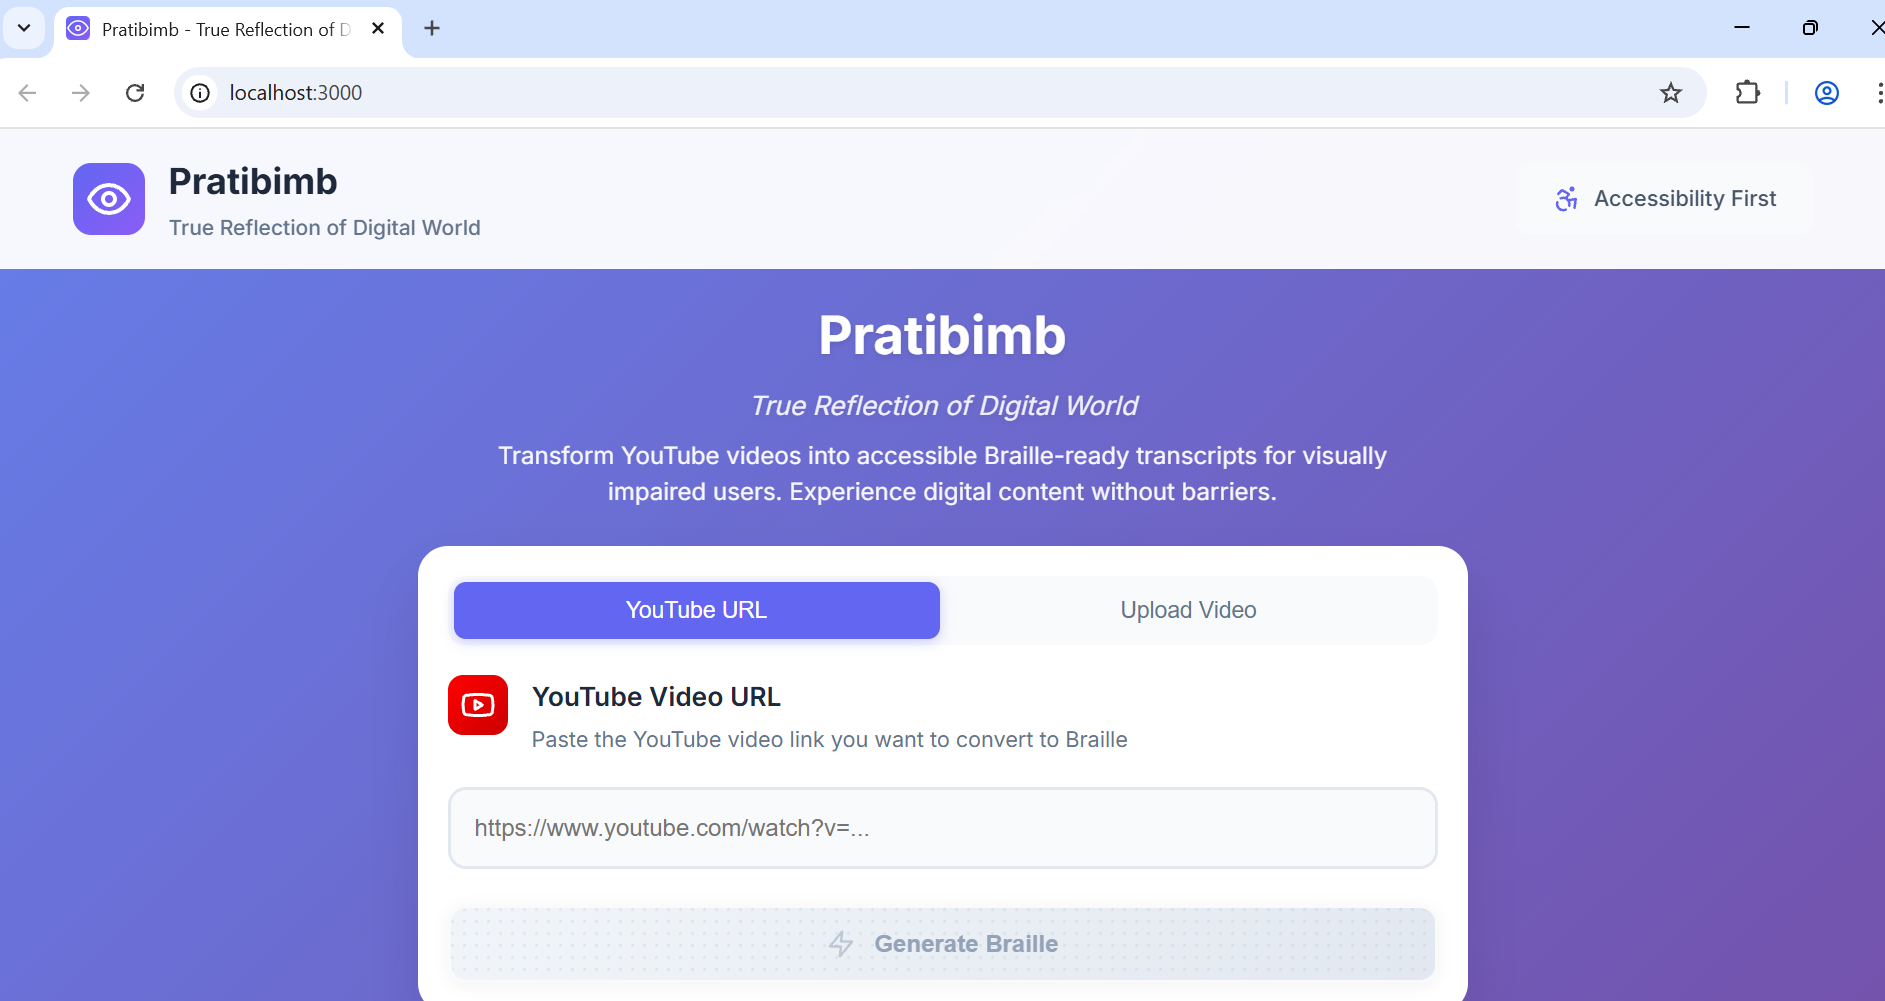 Pratibimb - True Reflection of D
localhost:3000
Pratibimb
True Reflection of Digital World
Accessibility First
Pratibimb
True Reflection of Digital World
Transform YouTube videos into accessible Braille-ready transcripts for visually
impaired users. Experience digital content without barriers.
YouTube URL
Upload Video
YouTube Video URL
Paste the YouTube video link you want to convert to Braille
https://www.youtube.com/watch?v=...
Generate Braille